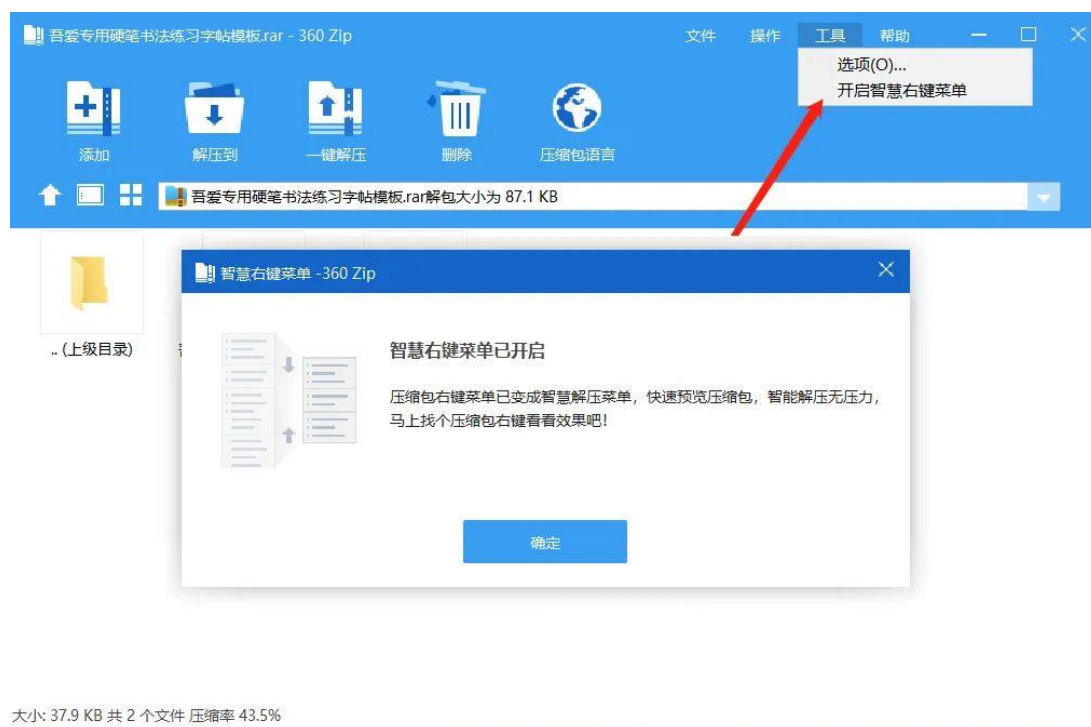 吾爱专用硬笔书法练习字帖模板.rar - 360 Zip
文件 操作 工具 帮助
选项(O)...
开启智慧右键菜单
添加 解压到 一键解压 删除 压缩包语言
吾爱专用硬笔书法练习字帖模板.rar解包大小为 87.1 KB
智慧右键菜单 -360 Zip
.. (上级目录)
智慧右键菜单已开启
压缩包右键菜单已变成智慧解压菜单，快速预览压缩包，智能解压无压力，
马上找个压缩包右键看看效果吧！
确定
大小: 37.9 KB 共 2 个文件 压缩率 43.5%